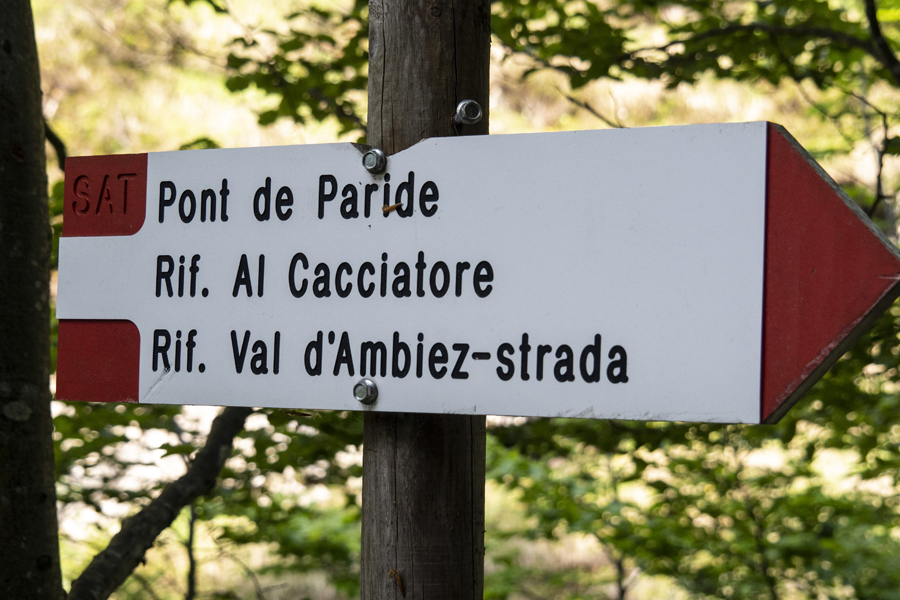 SAT
Pont de Paride
Rif. Al Cacciatore
Rif. Val d'Ambiez-strada